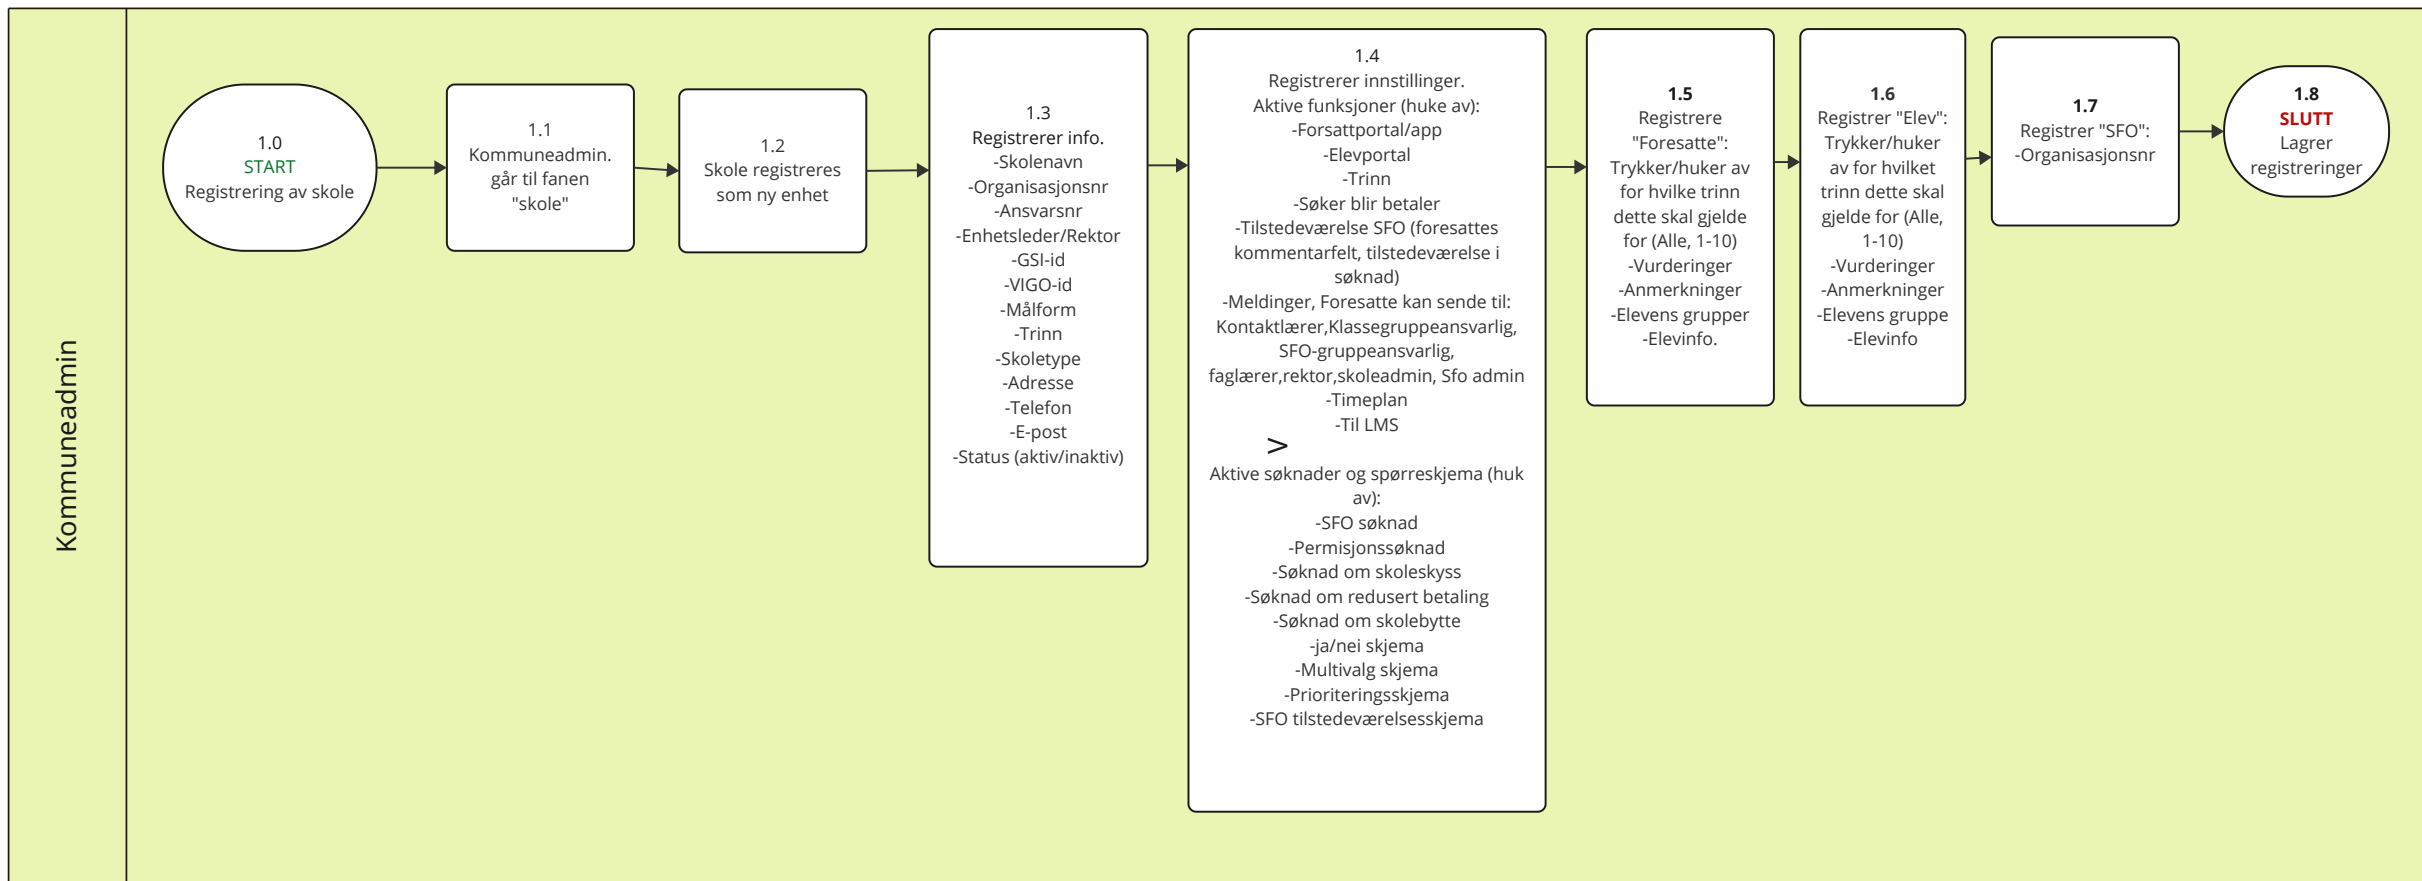 Kommuneadmin
1.0
START
Registrering av skole
1.1
Kommuneadmin.
går til fanen
"skole"
1.2
Skole registreres
som ny enhet
1.3
Registrerer info.
-Skolenavn
-Organisasjonsnr
-Ansvarsnr
-Enhetsleder/Rektor
-GSI-id
-VIGO-id
-Målform
-Trinn
-Skoletype
-Adresse
-Telefon
-E-post
-Status (aktiv/inaktiv)
1.4
Registrerer innstillinger.
Aktive funksjoner (huke av):
-Forsattportal/app
-Elevportal
-Trinn
-Søker blir betaler
-Tilstedeværelse SFO (foresattes
kommentarfelt, tilstedeværelse i
søknad)
-Meldinger, Foresatte kan sende til:
Kontaktlærer,Klassegruppeansvarlig,
SFO-gruppeansvarlig,
faglærer,rektor,skoleadmin, Sfo admin
-Timeplan
-Til LMS
>
Aktive søknader og spørreskjema (huk
av):
-SFO søknad
-Permisjonssøknad
-Søknad om skoleskyss
-Søknad om redusert betaling
-Søknad om skolebytte
-ja/nei skjema
-Multivalg skjema
-Prioriteringsskjema
-SFO tilstedeværelsesskjema
1.5
Registrere
"Foresatte":
Trykker/huker av
for hvilke trinn
dette skal gjelde
for (Alle, 1-10)
-Vurderinger
-Anmerkninger
-Elevens grupper
-Elevinfo.
1.6
Registrer "Elev":
Trykker/huker
av for hvilket
trinn dette skal
gjelde for (Alle,
1-10)
-Vurderinger
-Anmerkninger
-Elevens gruppe
-Elevinfo
1.7
Registrer "SFO":
-Organisasjonsnr
1.8
SLUTT
Lagrer
registreringer